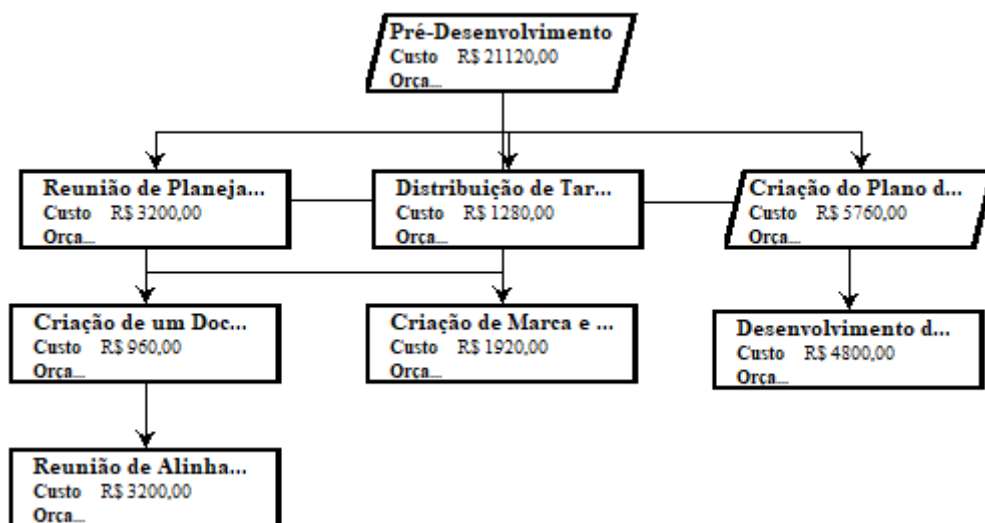 Pré-Desenvolvimento
Custo R$ 21120,00
Orça...
Reunião de Planeja...
Custo R$ 3200,00
Orça...
Distribuição de Tar...
Custo R$ 1280,00
Orça...
Criação do Plano d...
Custo R$ 5760,00
Orça...
Criação de um Doc...
Custo R$ 960,00
Orça...
Criação de Marca e ...
Custo R$ 1920,00
Orça...
Desenvolvimento d...
Custo R$ 4800,00
Orça...
Reunião de Alinha...
Custo R$ 3200,00
Orça...